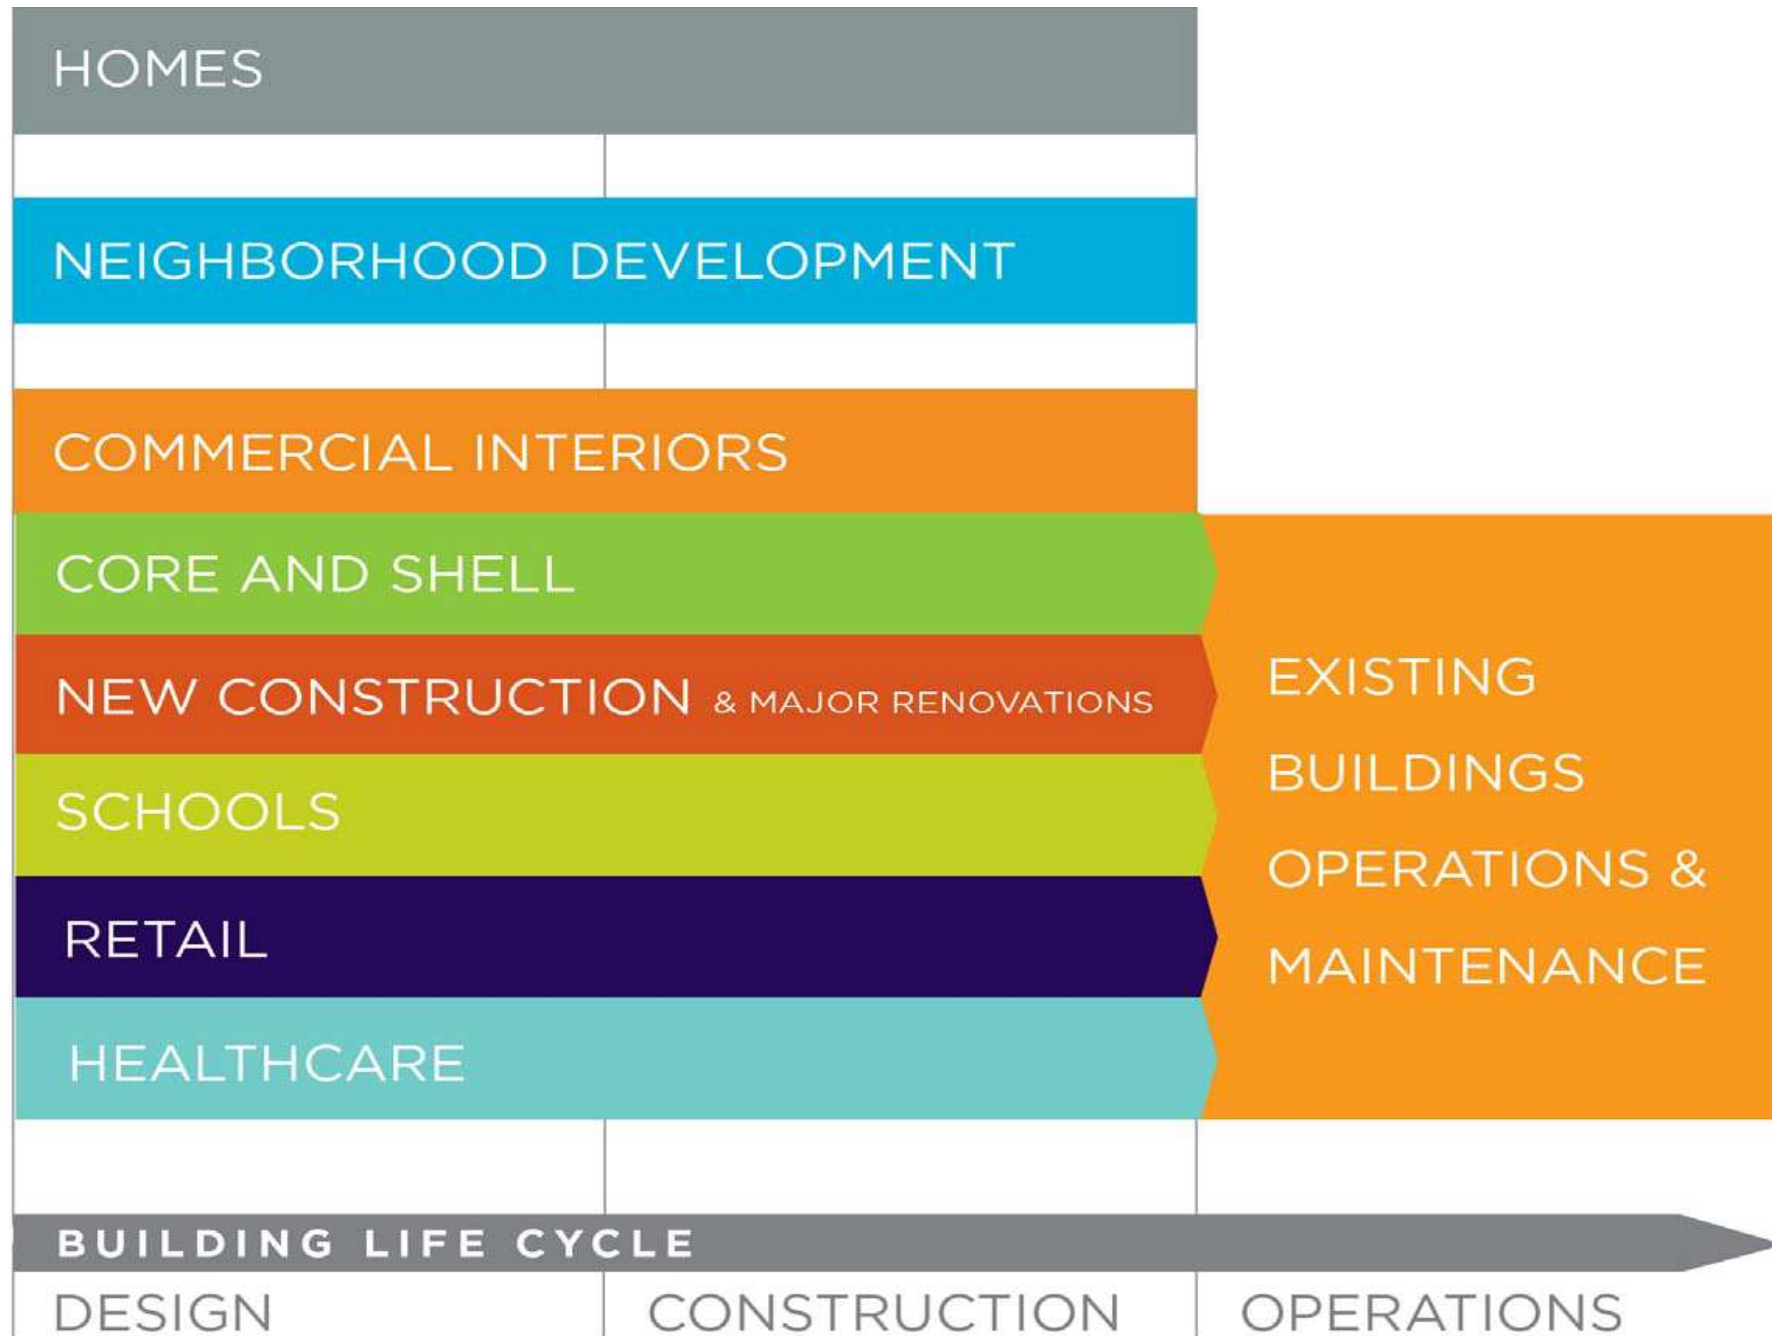 HOMES
NEIGHBORHOOD DEVELOPMENT
COMMERCIAL INTERIORS
CORE AND SHELL
NEW CONSTRUCTION & MAJOR RENOVATIONS
SCHOOLS
RETAIL
HEALTHCARE
EXISTING
BUILDINGS
OPERATIONS &
MAINTENANCE
BUILDING LIFE CYCLE
DESIGN
CONSTRUCTION
OPERATIONS